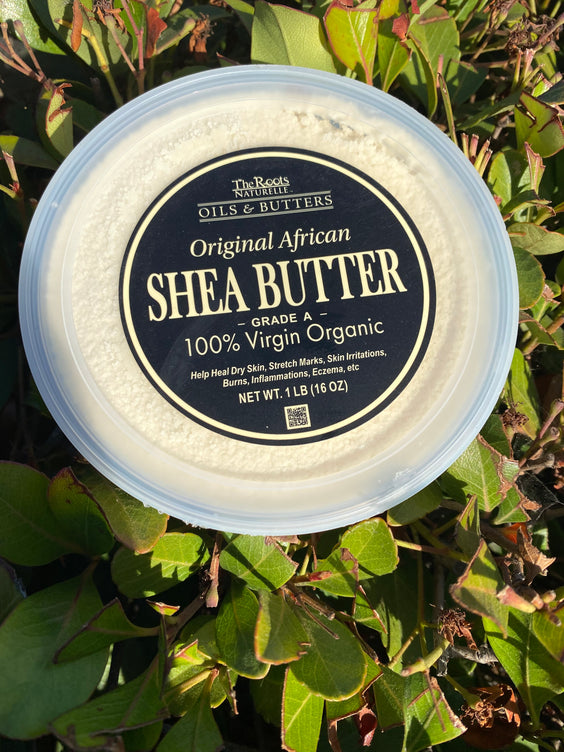 The Roots
NATURELLE
OILS & BUTTERS
Original African
SHEA BUTTER
– GRADE A –
100% Virgin Organic
Help Heal Dry Skin, Stretch Marks, Skin Irritations,
Burns, Inflammations, Eczema, etc
NET WT. 1 LB (16 OZ)